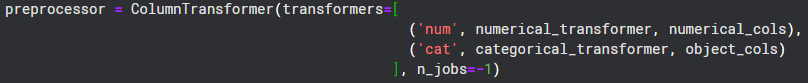 preprocessor = ColumnTransformer(transformers=[
('num', numerical_transformer, numerical_cols),
('cat', categorical_transformer, object_cols)
], n_jobs=-1)